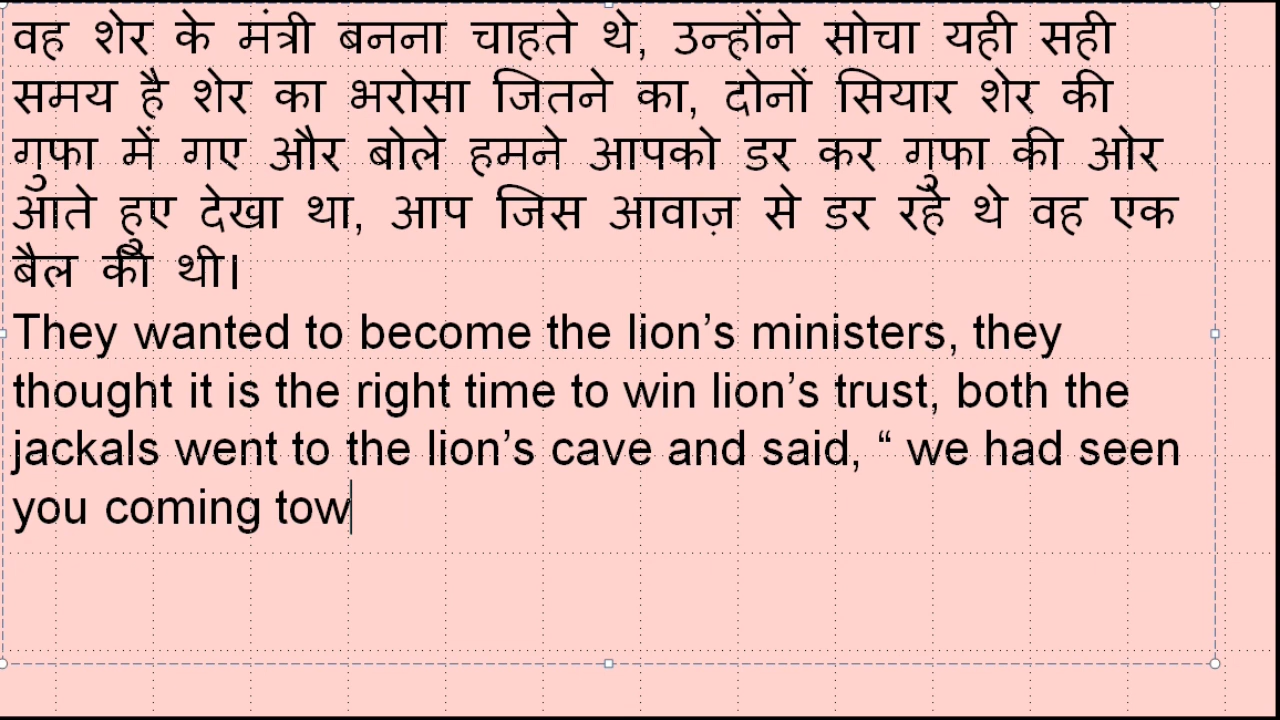 वह शेर के मंत्री बनना चाहते थे, उन्होंने सोचा यही सही
समय है शेर का भरोसा जितने का, दोनों सियार शेर की
गुफा में गए और बोले हमने आपको डर कर गुफा की ओर
आते हुए देखा था, आप जिस आवाज़ से डर रहे थे वह एक
बैल की थी।
They wanted to become the lion’s ministers, they
thought it is the right time to win lion’s trust, both the
jackals went to the lion’s cave and said, “ we had seen
you coming tow